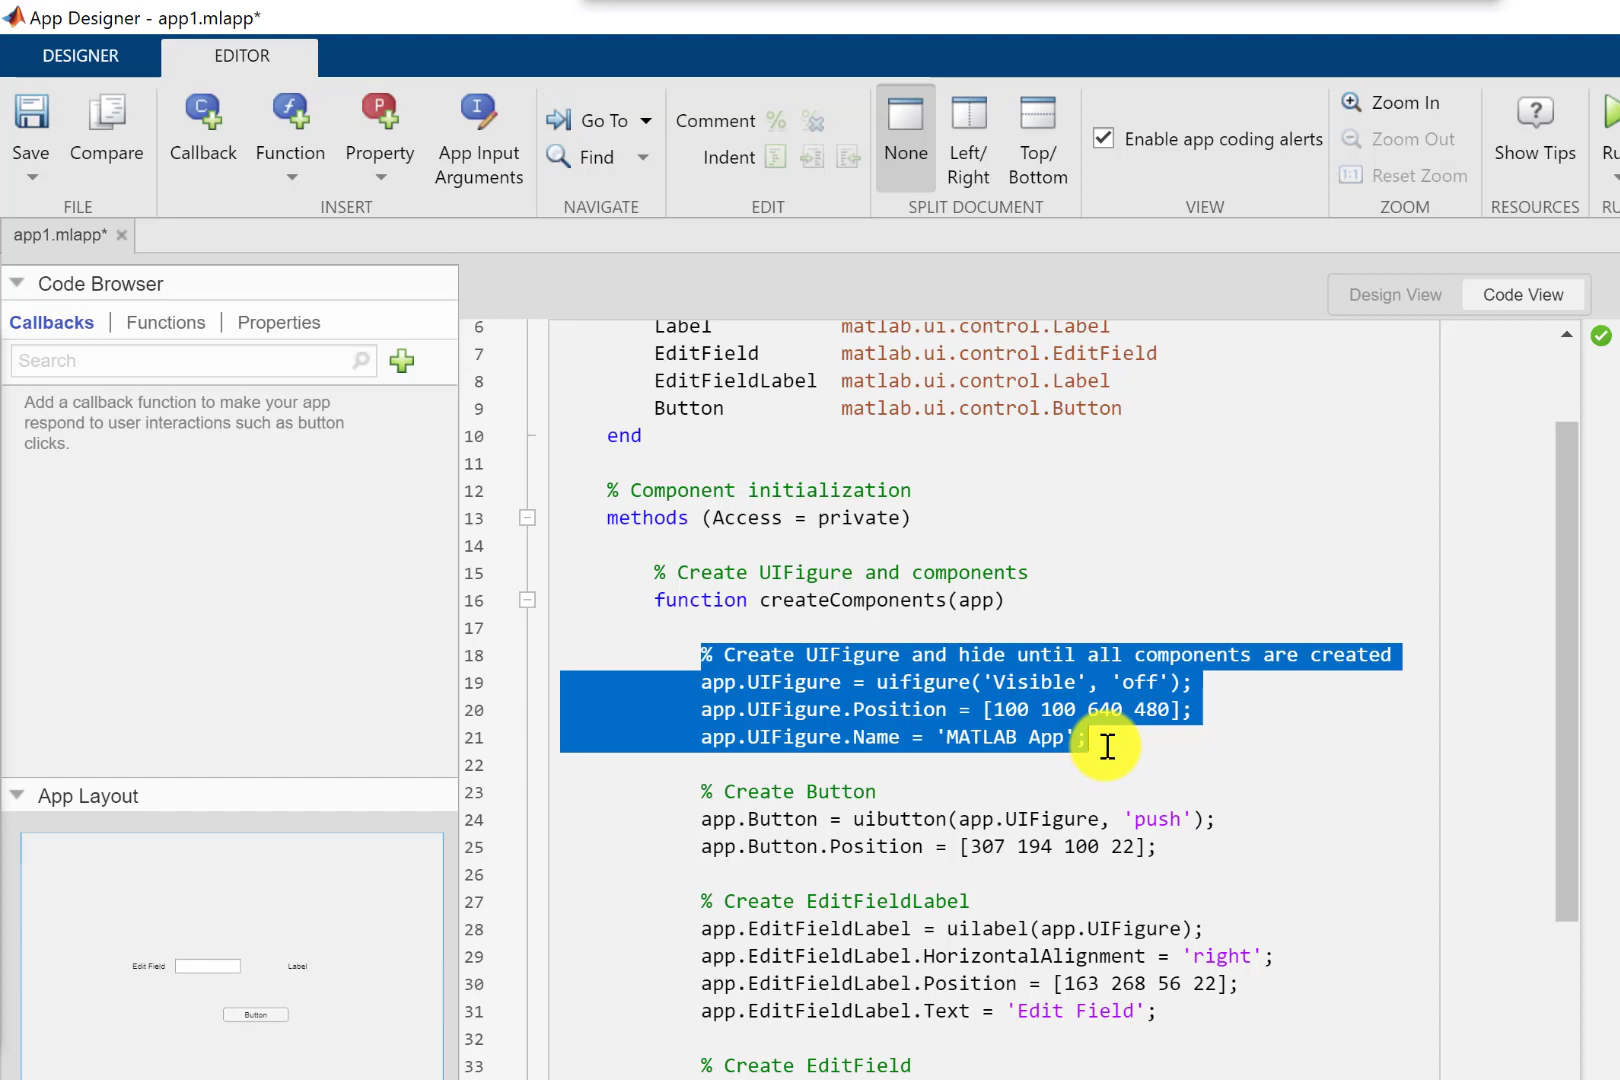 App Designer - app1.mlapp*
DESIGNER
EDITOR
Save
Compare
FILE
Callback
Function
Property
App Input
Arguments
INSERT
Go To
Find
NAVIGATE
Comment
Indent
EDIT
None
Left/
Right
Top/
Bottom
SPLIT DOCUMENT
Enable app coding alerts
VIEW
Zoom In
Zoom Out
1:1 Reset Zoom
ZOOM
Show Tips
RESOURCES
Ru
RU
app1.mlapp*
Code Browser
Callbacks | Functions | Properties
Search
Add a callback function to make your app
respond to user interactions such as button
clicks.
App Layout
Edit Field
Label
Button
Design View
Code View
6 Label matlab.ui.control.Label
7 EditField matlab.ui.control.EditField
8 EditFieldLabel matlab.ui.control.Label
9 Button matlab.ui.control.Button
10 end
11
12 % Component initialization
13 methods (Access = private)
14
15 % Create UIFigure and components
16 function createComponents(app)
17
18 % Create UIFigure and hide until all components are created
19 app.UIFigure = uifigure('Visible', 'off');
20 app.UIFigure.Position = [100 100 640 480];
21 app.UIFigure.Name = 'MATLAB App';
22
23 % Create Button
24 app.Button = uibutton(app.UIFigure, 'push');
25 app.Button.Position = [307 194 100 22];
26
27 % Create EditFieldLabel
28 app.EditFieldLabel = uilabel(app.UIFigure);
29 app.EditFieldLabel.HorizontalAlignment = 'right';
30 app.EditFieldLabel.Position = [163 268 56 22];
31 app.EditFieldLabel.Text = 'Edit Field';
32
33 % Create EditField